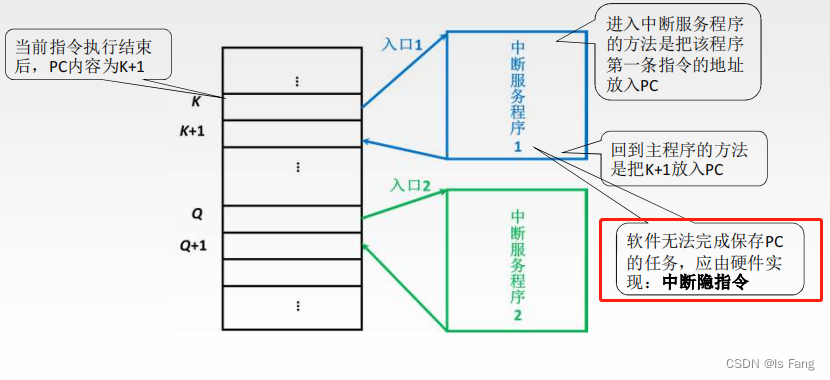 当前指令执行结束
后，PC内容为K+1
⋮
K
K+1
⋮
Q
Q+1
⋮
入口1
中断服务程序1
进入中断服务程序
的方法是把该程序
第一条指令的地址
放入PC
回到主程序的方法
是把K+1放入PC
入口2
中断服务程序2
软件无法完成保存PC
的任务，应由硬件实
现：中断隐指令
CSDN @ls Fang